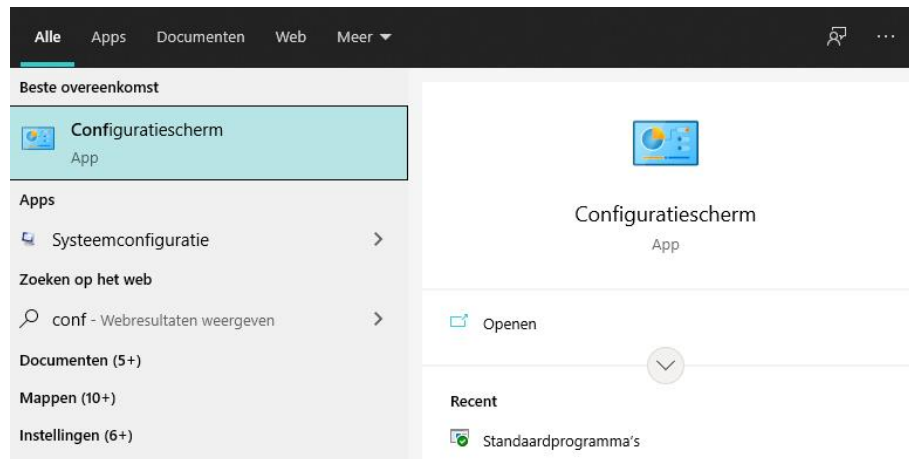 Alle Apps Documenten Web Meer
Beste overeenkomst
Configuratiescherm
App
Apps
Systeemconfiguratie
Zoeken op het web
conf - Webresultaten weergeven
Documenten (5+)
Mappen (10+)
Instellingen (6+)
Configuratiescherm
App
Openen
Recent
Standaardprogramma's